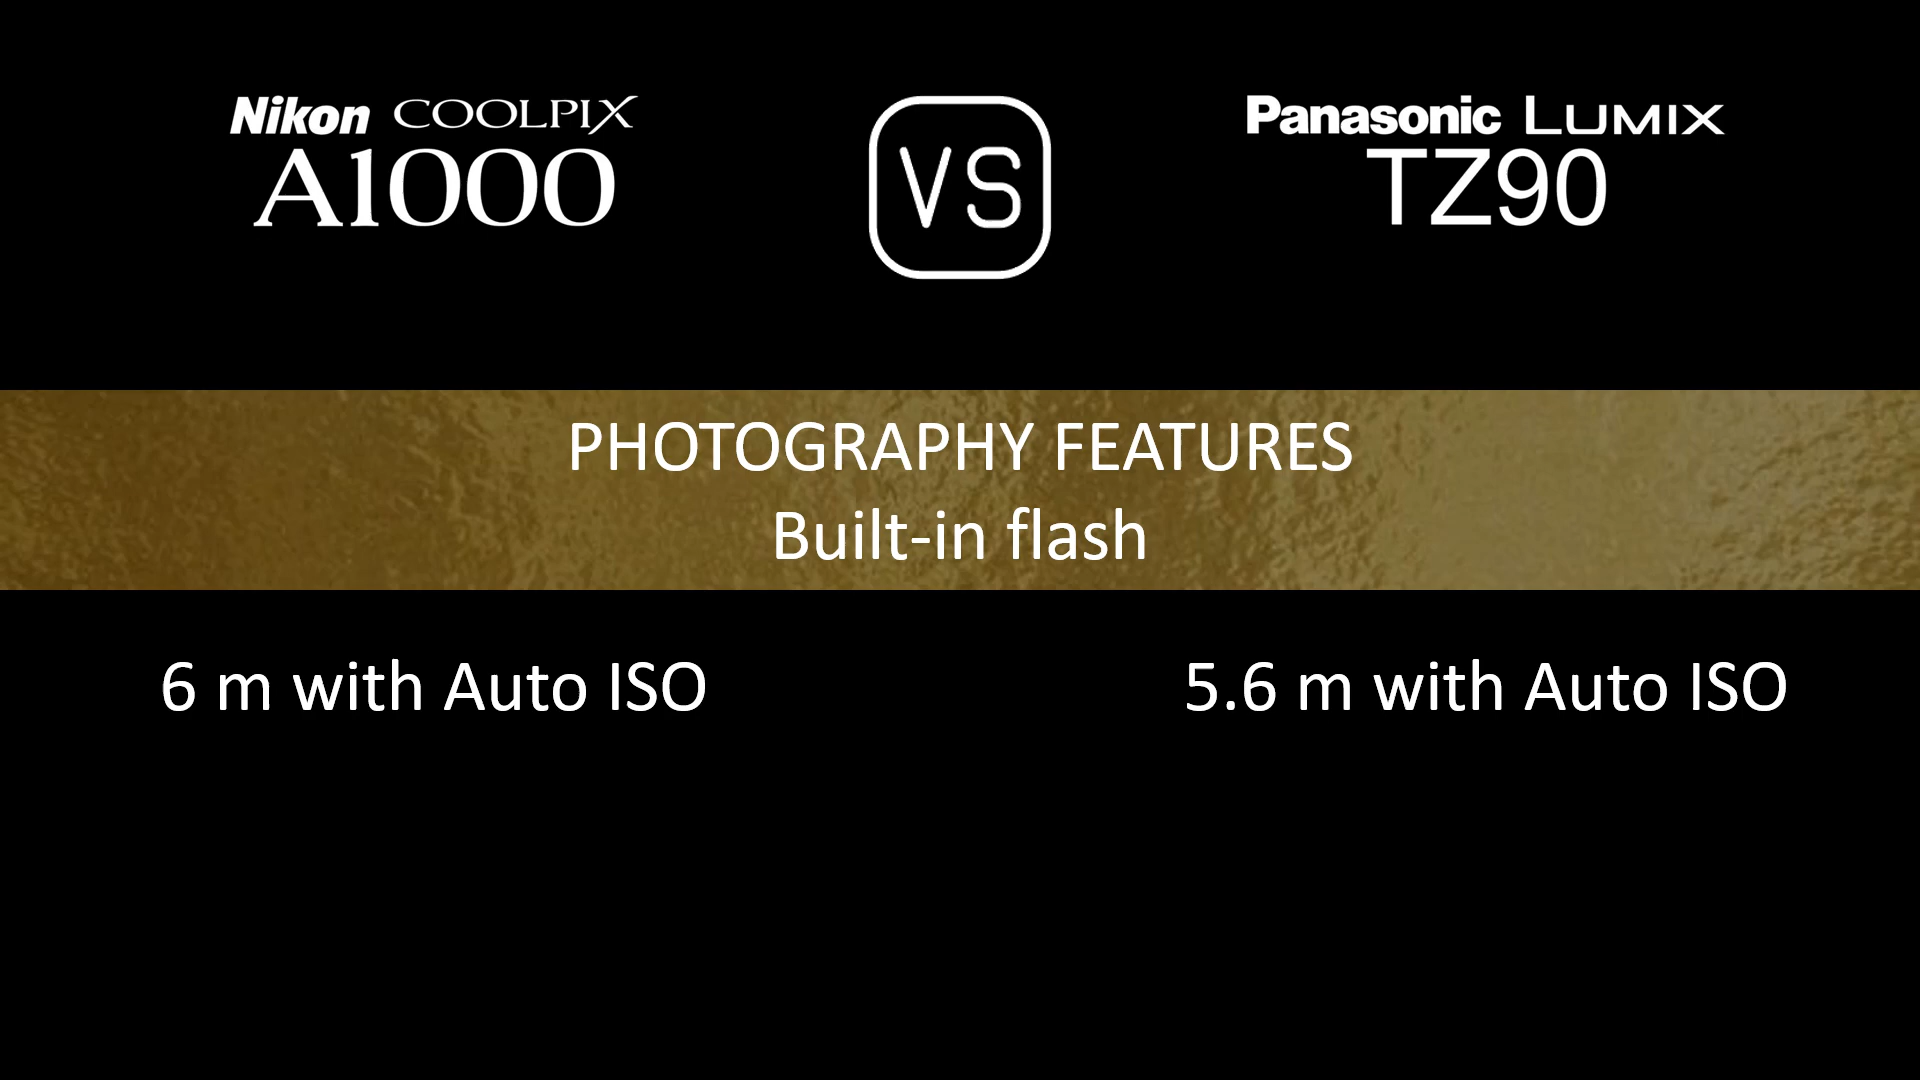 Nikon COOLPIX
A1000
VS
Panasonic LUMIX
TZ90
PHOTOGRAPHY FEATURES
Built-in flash
6 m with Auto ISO
5.6 m with Auto ISO